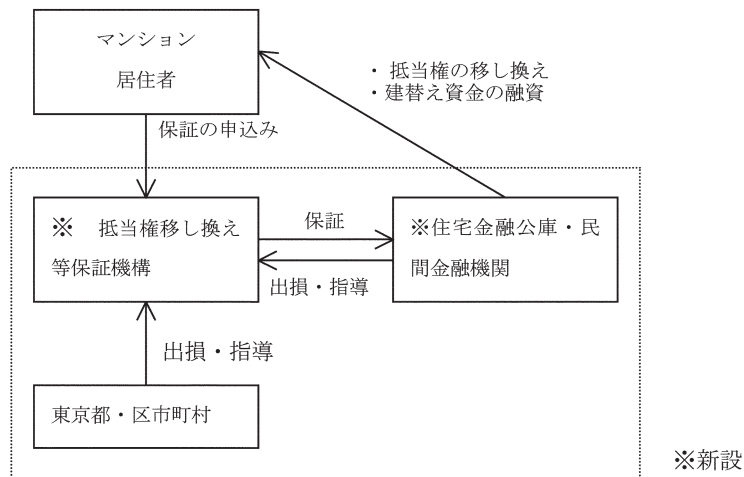 マンション
居住者
・ 抵当権の移し換え
・建替え資金の融資
保証の申込み
※　抵当権移し換え
等保証機構
保証
※住宅金融公庫・民
間金融機関
出損・指導
出損・指導
東京都・区市町村
※新設